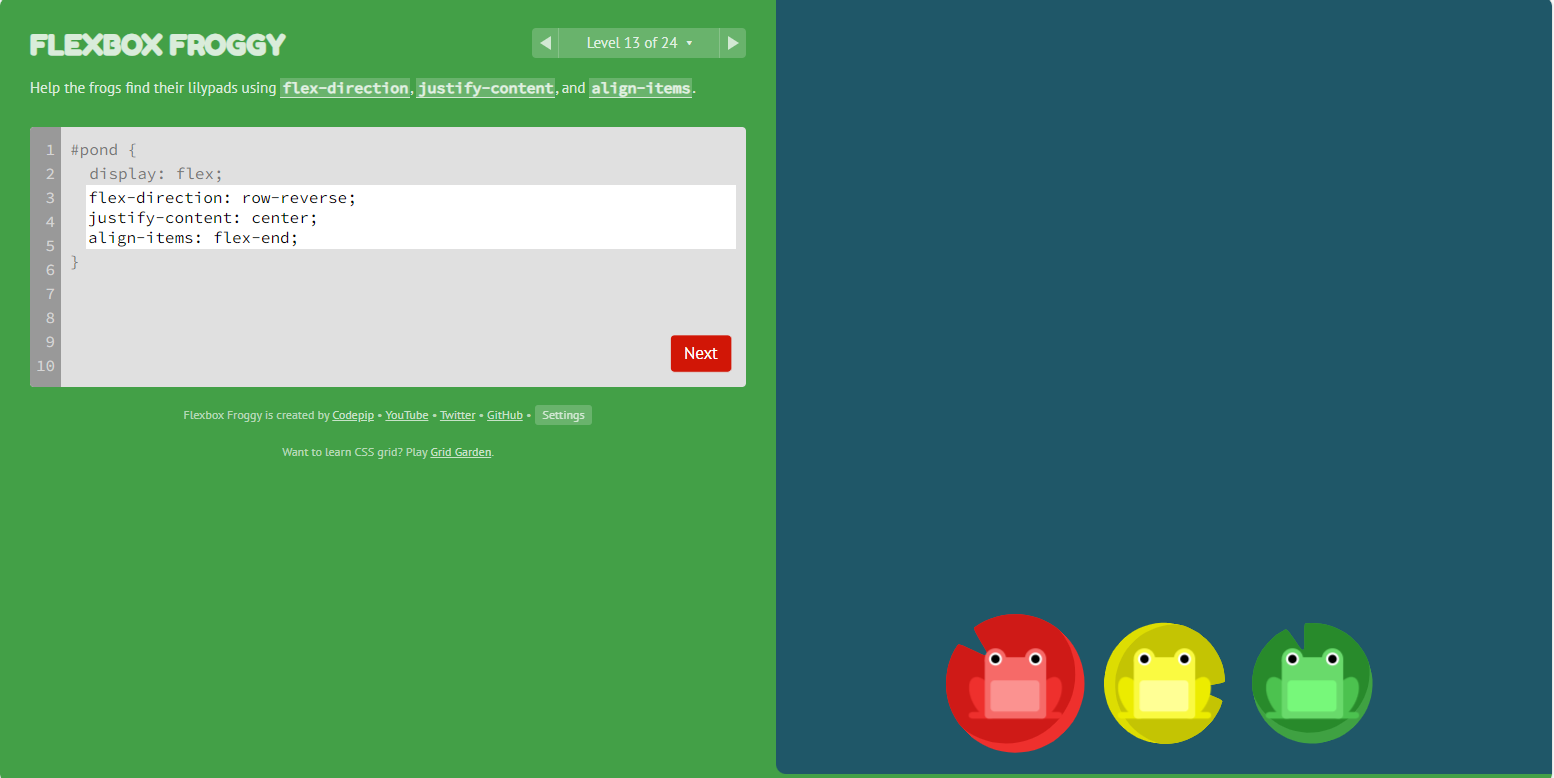 FLEXBOX FROGGY
◀ Level 13 of 24 ▾ ▶
Help the frogs find their lilypads using flex-direction, justify-content, and align-items.
1 #pond {
2 display: flex;
3 flex-direction: row-reverse;
4 justify-content: center;
5 align-items: flex-end;
6 }
7
8
9
10
Next
Flexbox Froggy is created by Codepip • YouTube • Twitter • GitHub • Settings
Want to learn CSS grid? Play Grid Garden.